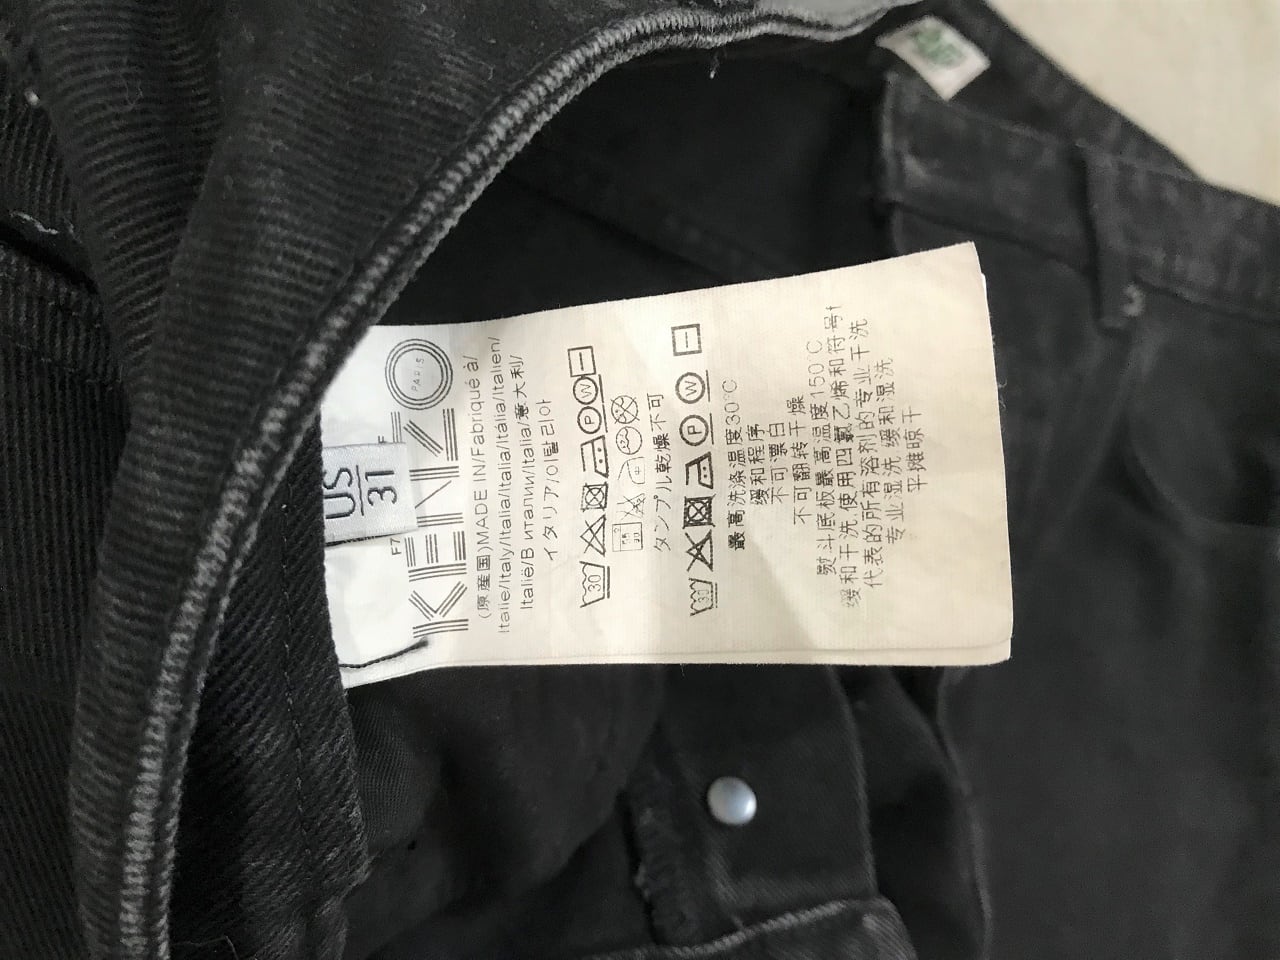 US
31
F7
F
KENZO
PARIS
(原産国)MADE IN/Fabriqué à/
Italie/Italy/Italia/Italia/Itália/Italien/
Italië/В италии/Italia/意大利/
イタリア/이탈리아
30
P
W
タンブル乾燥不可
30
P
W
最高洗涤温度30°C
缓和程序
不可漂白
不可翻转干燥
熨斗底板最高温度150°C
缓和干洗,使用四氯乙烯和符号f
代表的所有溶剂的专业干洗
专业湿洗 缓和湿洗
平摊晾干